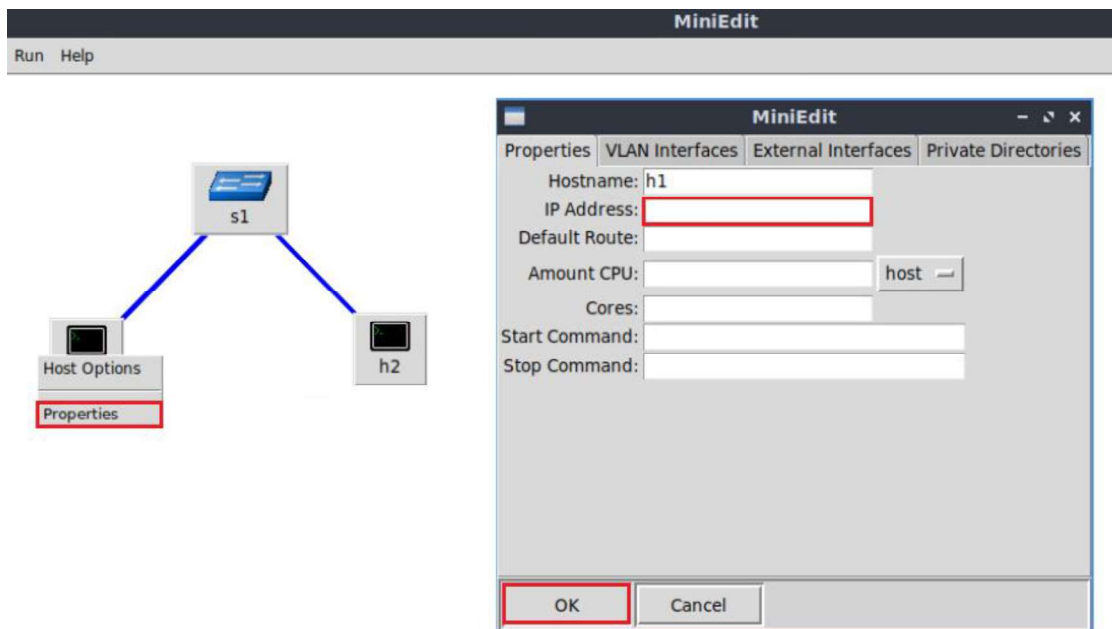 MiniEdit
Run Help
MiniEdit
Properties VLAN Interfaces External Interfaces Private Directories
Hostname: h1
IP Address:
Default Route:
Amount CPU: host
Cores:
Start Command:
Stop Command:
OK Cancel
s1
h2
Host Options
Properties